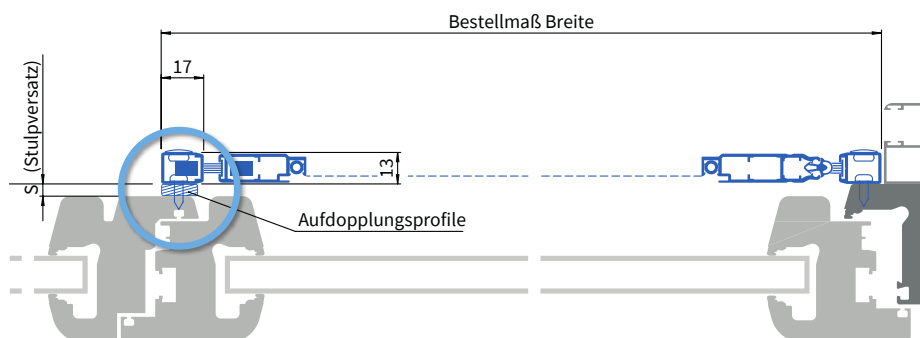 Bestellmaß Breite
17
S (Stulpversatz)
13
Aufdopplungsprofile